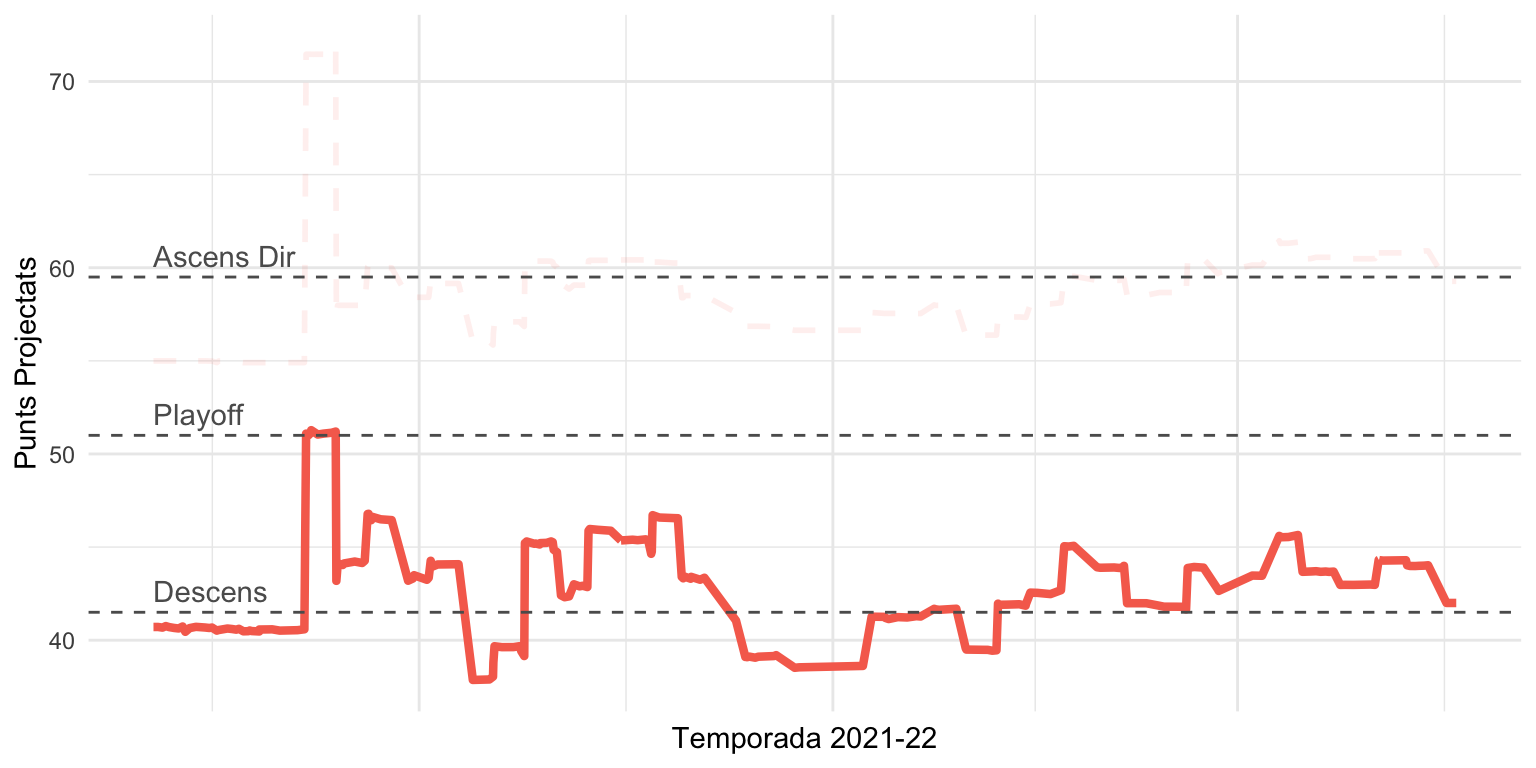 70
Ascens Dir
60
Playoff
50
Descens
40
Punts Projectats
Temporada 2021-22